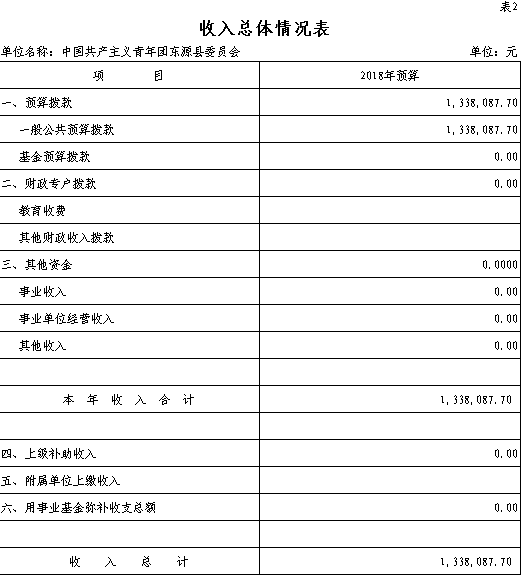 表2
收入总体情况表
单位名称：中国共产主义青年团东源县委员会 单位：元
项 目 2018年预算
一、预算拨款 1,338,087.70
一般公共预算拨款 1,338,087.70
基金预算拨款 0.00
二、财政专户拨款 0.00
教育收费
其他财政收入拨款
三、其他资金 0.0000
事业收入 0.00
事业单位经营收入 0.00
其他收入 0.00
本 年 收 入 合 计 1,338,087.70
四、上级补助收入 0.00
五、附属单位上缴收入
六、用事业基金弥补收支总额 0.00
收 入 总 计 1,338,087.70